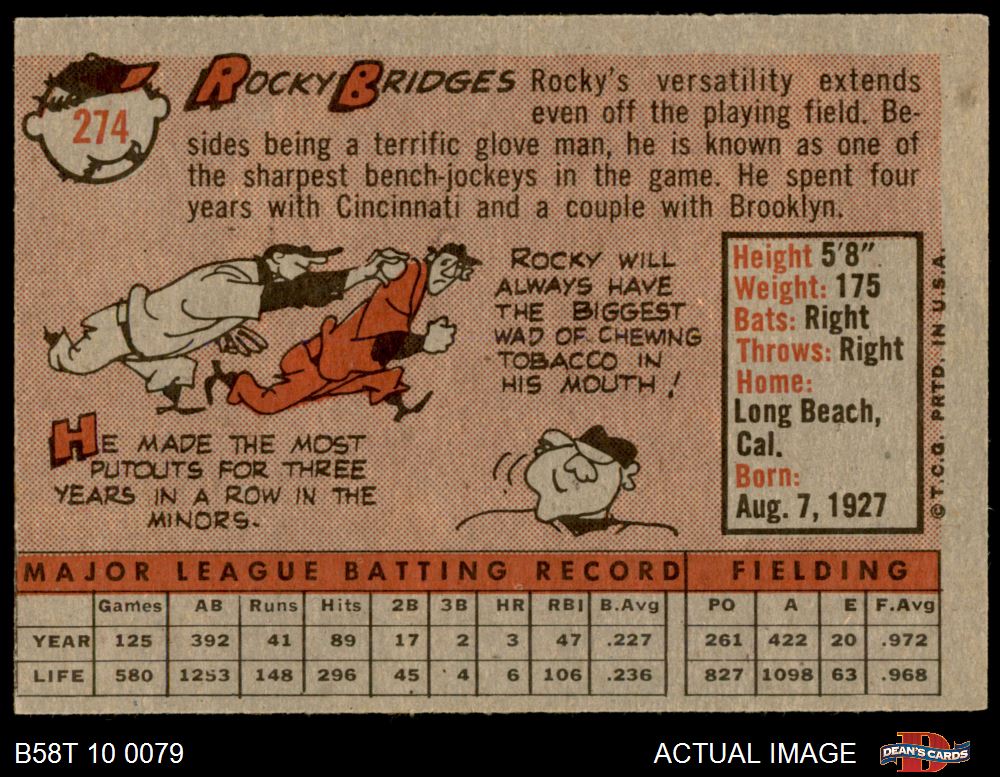 274
ROCKY BRIDGES Rocky's versatility extends
even off the playing field. Be-
sides being a terrific glove man, he is known as one of
the sharpest bench-jockeys in the game. He spent four
years with Cincinnati and a couple with Brooklyn.
ROCKY WILL
ALWAYS HAVE
THE BIGGEST
WAD OF CHEWING
TOBACCO IN
HIS MOUTH!
HE MADE THE MOST
PUTOUTS FOR THREE
YEARS IN A ROW IN THE
MINORS.
Height 5'8"
Weight: 175
Bats: Right
Throws: Right
Home:
Long Beach,
Cal.
Born:
Aug. 7, 1927
© T.C.G. PRTD. IN U.S.A.
MAJOR LEAGUE BATTING RECORD FIELDING
Games AB Runs Hits 2B 3B HR RBI B.Avg PO A E F.Avg
YEAR 125 392 41 89 17 2 3 47 .227 261 422 20 .972
LIFE 580 1253 148 296 45 4 6 106 .236 827 1098 63 .968
B58T 10 0079 ACTUAL IMAGE D DEAN'S CARDS